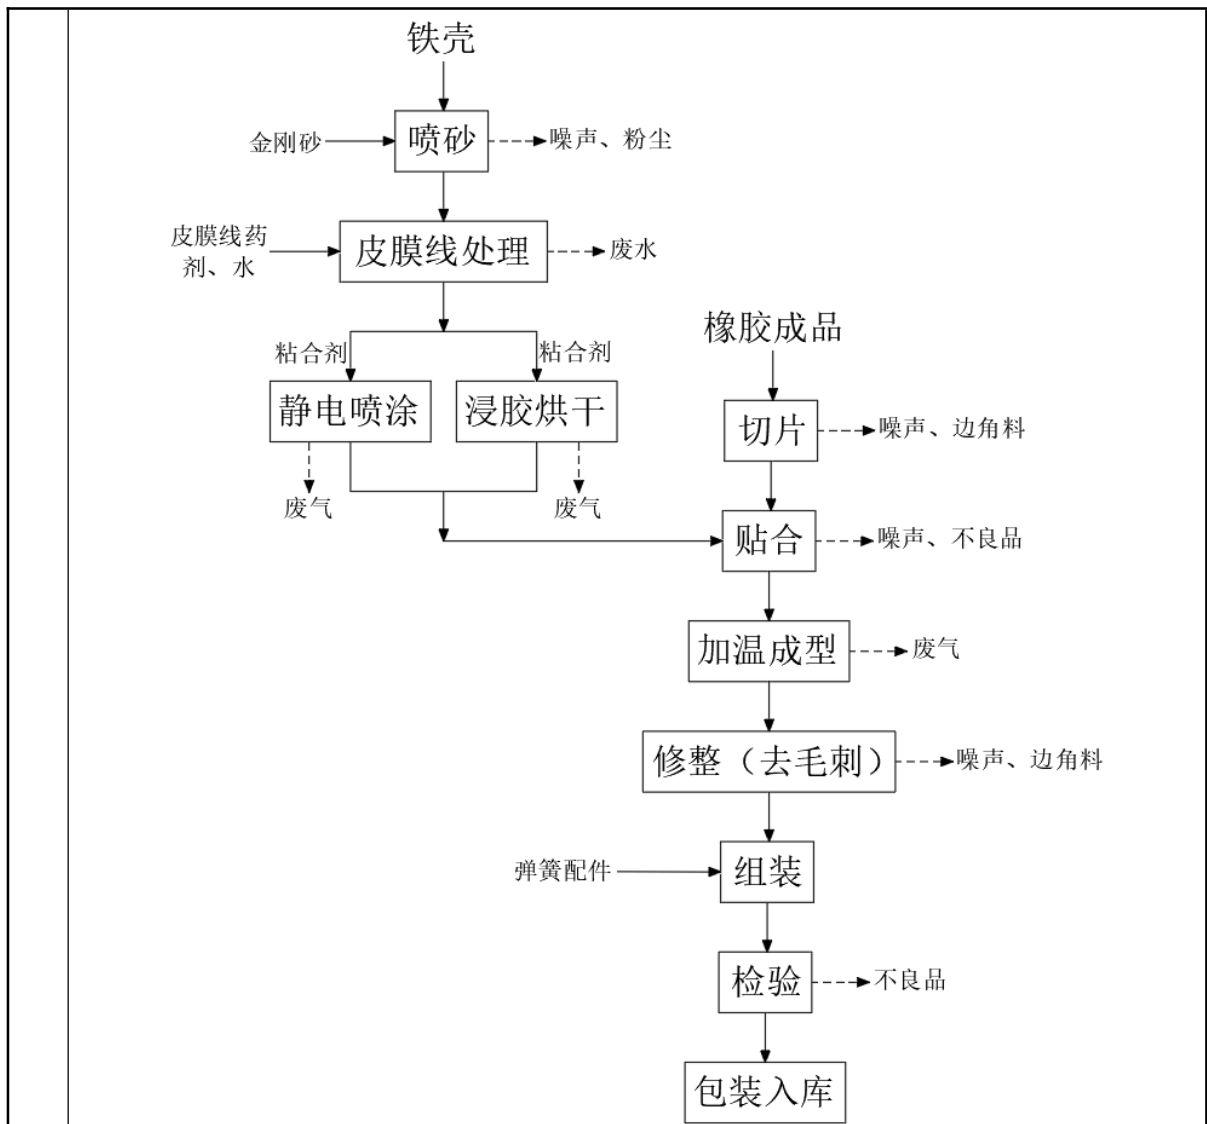 铁壳
金刚砂
喷砂
噪声、粉尘
皮膜线药
剂、水
皮膜线处理
废水
粘合剂
粘合剂
橡胶成品
静电喷涂
浸胶烘干
切片
噪声、边角料
废气
废气
贴合
噪声、不良品
加温成型
废气
修整（去毛刺）
噪声、边角料
弹簧配件
组装
检验
不良品
包装入库